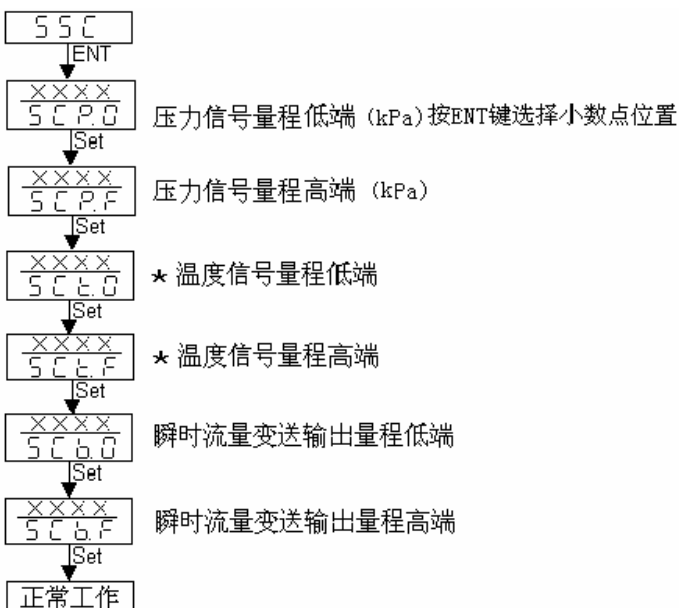 SSC
ENT
XXXX
SCP.0 压力信号量程低端 (kPa)按ENT键选择小数点位置
Set
XXXX
SCP.F 压力信号量程高端 (kPa)
Set
XXXX
SCt.0 ★温度信号量程低端
Set
XXXX
SCt.F ★温度信号量程高端
Set
XXXX
SCb.0 瞬时流量变送输出量程低端
Set
XXXX
SCb.F 瞬时流量变送输出量程高端
Set
正常工作